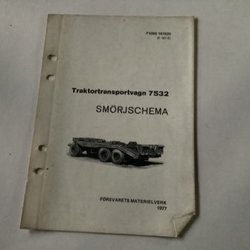 Traktortransportvagn 7532
SMÖRJSCHEMA
FÖRSVARETS MATERIELVERK
1977